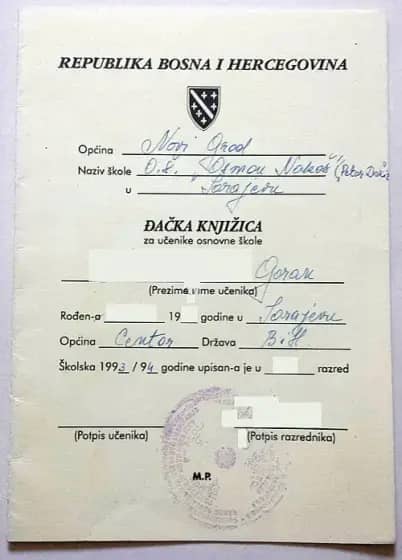 REPUBLIKA BOSNA I HERCEGOVINA
Općina Novi Grad
Naziv škole O.Š. "Osman Nakaš" (Petar Dokić
u Sarajevu
ĐAČKA KNJIŽICA
za učenike osnovne škole
Goran
(Prezime i ime učenika)
Rođen-a 19 godine u Sarajevu
Općina Centar Država BiH
Školska 1993/94 godine upisan-a je u razred
(Potpis učenika) (Potpis razrednika)
M.P.